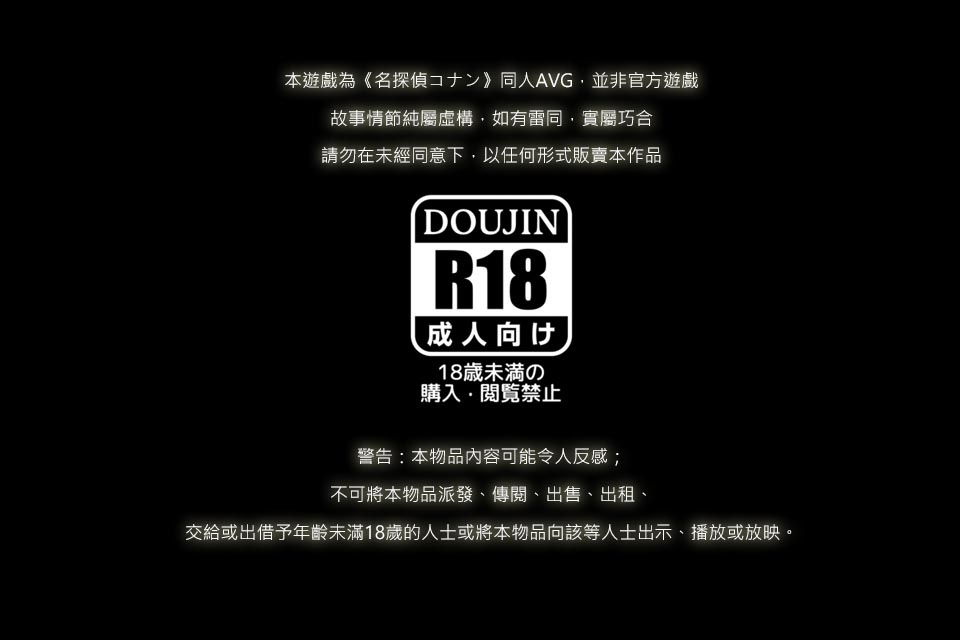 本遊戲為《名探偵コナン》同人AVG，並非官方遊戲
故事情節純屬虛構，如有雷同，實屬巧合
請勿在未經同意下，以任何形式販賣本作品
DOUJIN
R18
成人向け
18歳未満の
購入・閲覧禁止
警告：本物品內容可能令人反感；
不可將本物品派發、傳閱、出售、出租、
交給或出借予年齡未滿18歲的人士或將本物品向該等人士出示、播放或放映。